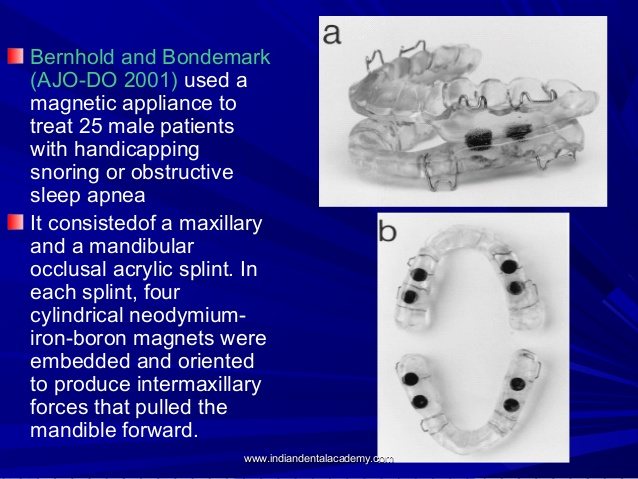 Bernhold and Bondemark
(AJO-DO 2001) used a
magnetic appliance to
treat 25 male patients
with handicapping
snoring or obstructive
sleep apnea
It consistedof a maxillary
and a mandibular
occlusal acrylic splint. In
each splint, four
cylindrical neodymium-
iron-boron magnets were
embedded and oriented
to produce intermaxillary
forces that pulled the
mandible forward.
a
b
www.indiandentalacademy.com